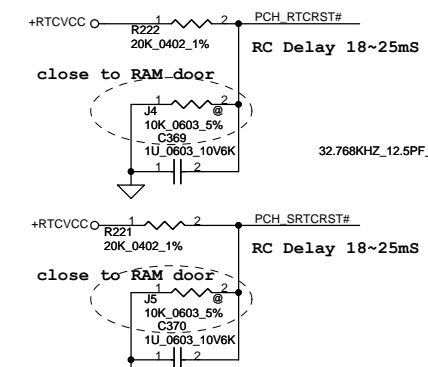 +RTCVCC 1 2 PCH_RTCRST#
R222
20K_0402_1%
RC Delay 18~25mS
close to RAM door
1 2
J4 @
10K_0603_5%
C369
1U_0603_10V6K
1 2
32.768KHZ_12.5PF_
+RTCVCC 1 2 PCH_SRTCRST#
R221
20K_0402_1%
RC Delay 18~25mS
close to RAM door
1 2
J5 @
10K_0603_5%
C370
1U_0603_10V6K
1 2